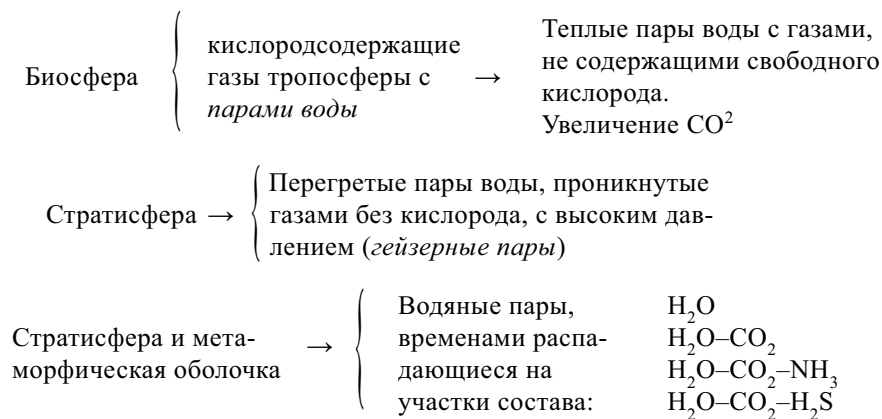 Биосфера
кислородсодержащие
газы тропосферы с
парами воды
→
Теплые пары воды с газами,
не содержащими свободного
кислорода.
Увеличение CO²
Стратисфера →
Перегретые пары воды, проникнутые
газами без кислорода, с высоким дав-
лением (гейзерные пары)
Стратисфера и мета-
морфическая оболочка
→
Водяные пары,
временами распа-
дающиеся на
участки состава:
H₂O
H₂O–CO₂
H₂O–CO₂–NH₃
H₂O–CO₂–H₂S